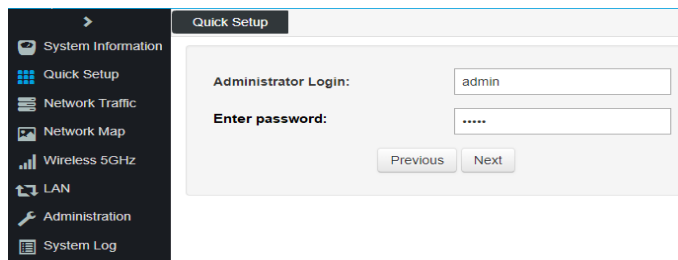 Quick Setup
System Information
Quick Setup
Network Traffic
Network Map
Wireless 5GHz
LAN
Administration
System Log
Administrator Login: admin
Enter password: •••••
Previous Next